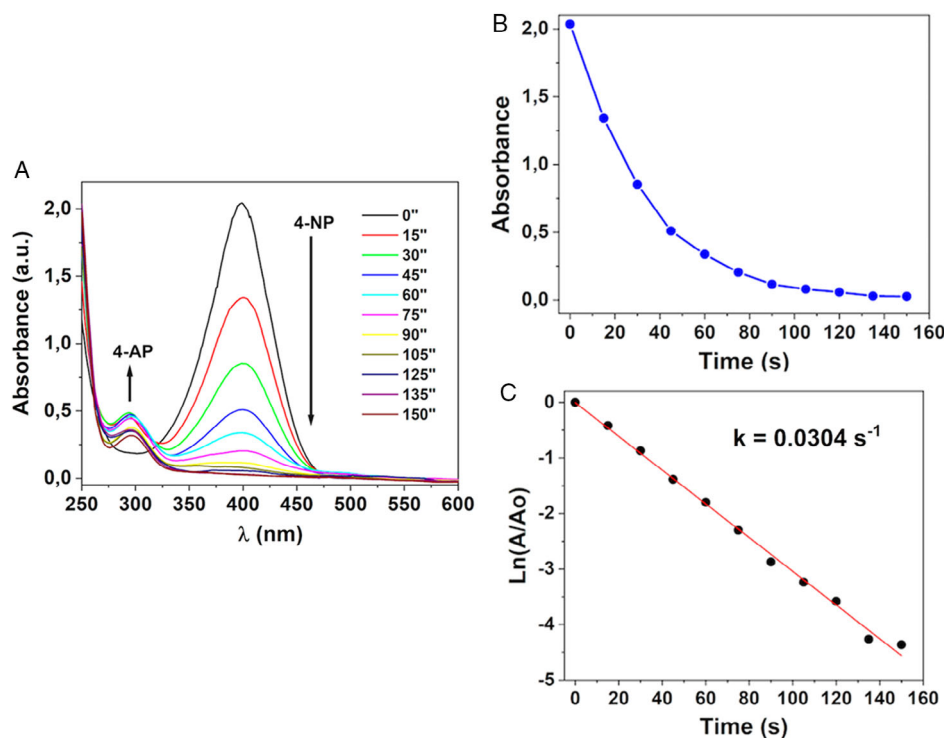 A
Absorbance (a.u.)
2,0
1,5
1,0
0,5
0,0
250 300 350 400 450 500 550 600
λ (nm)
4-AP
4-NP
0"
15"
30"
45"
60"
75"
90"
105"
125"
135"
150"
B
Absorbance
2,0
1,5
1,0
0,5
0,0
0 20 40 60 80 100 120 140 160
Time (s)
C
Ln(A/Ao)
0
-1
-2
-3
-4
-5
k = 0.0304 s⁻¹
0 20 40 60 80 100 120 140 160
Time (s)